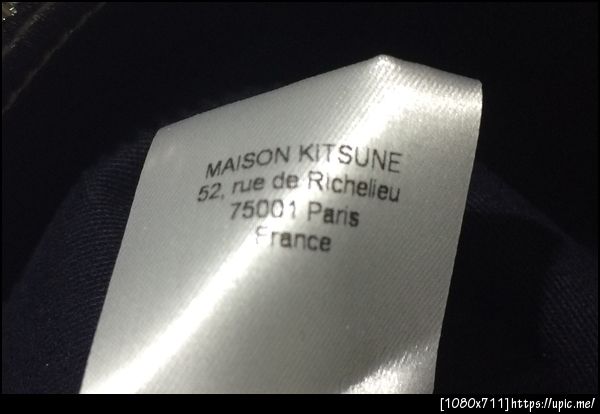 MAISON KITSUNE
52, rue de Richelieu
75001 Paris
France
[1080x711]https://upic.me/